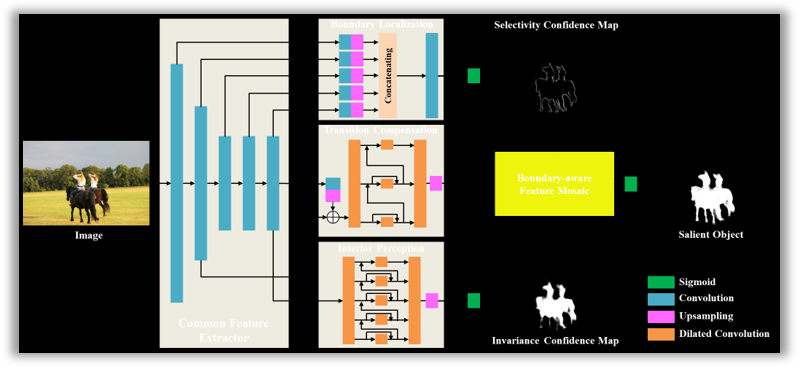 Boundary Localization
Selectivity Confidence Map
Concatenating
Transition Compensation
Boundary-aware
Feature Mosaic
Image
Salient Object
Interior Perception
Common Feature
Extractor
Invariance Confidence Map
Sigmoid
Convolution
Upsampling
Dilated Convolution